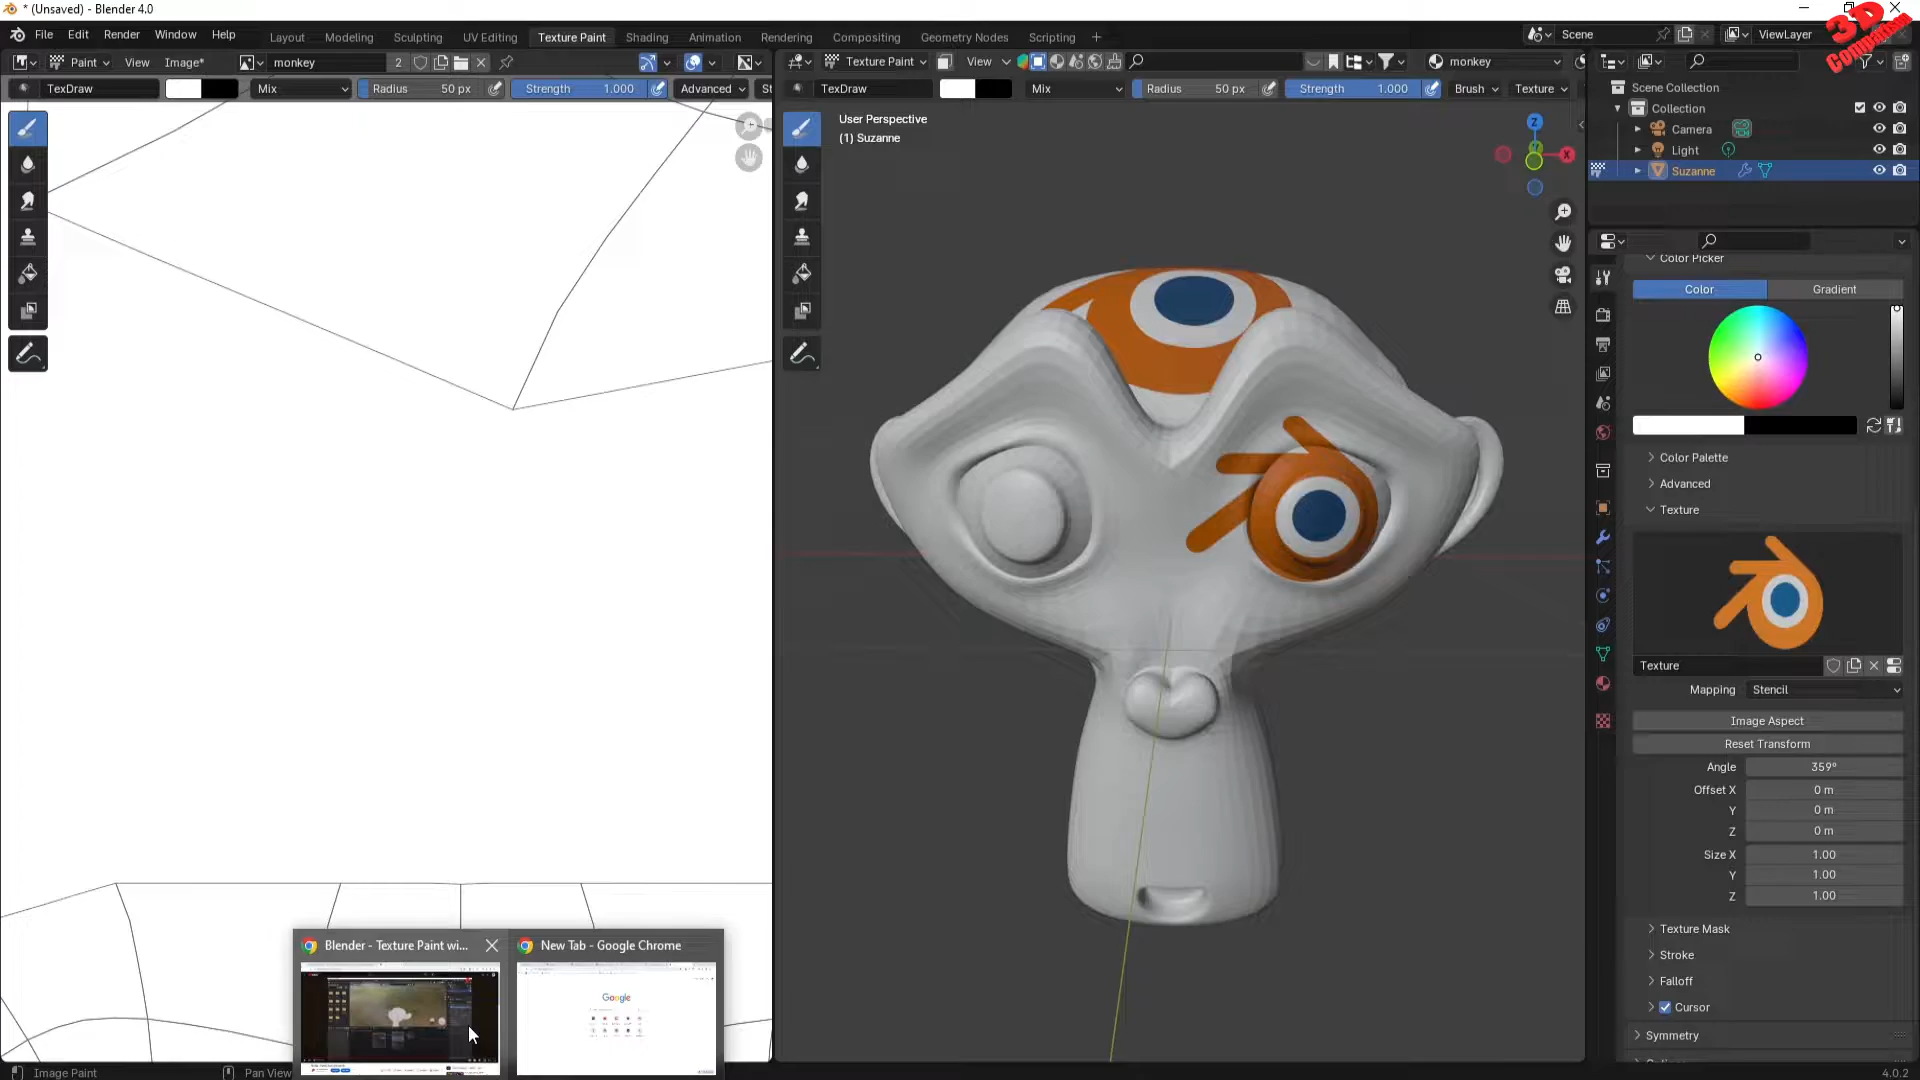 * (Unsaved) - Blender 4.0
File Edit Render Window Help
Layout Modeling Sculpting UV Editing Texture Paint Shading Animation Rendering Compositing Geometry Nodes Scripting +
Scene
ViewLayer
3D
Companion
Paint View Image* monkey 2
Texture Paint View monkey
TexDraw Mix Radius 50 px Strength 1.000 Advanced St
TexDraw Mix Radius 50 px Strength 1.000 Brush Texture
User Perspective
(1) Suzanne
Z
X
Scene Collection
Collection
Camera
Light
Suzanne
Color Picker
Color Gradient
Color Palette
Advanced
Texture
Texture
Mapping Stencil
Image Aspect
Reset Transform
Angle 359°
Offset X 0 m
Y 0 m
Z 0 m
Size X 1.00
Y 1.00
Z 1.00
Texture Mask
Stroke
Falloff
Cursor
Symmetry
Blender - Texture Paint wi...
New Tab - Google Chrome
Google
Image Paint
Pan View
4.0.2